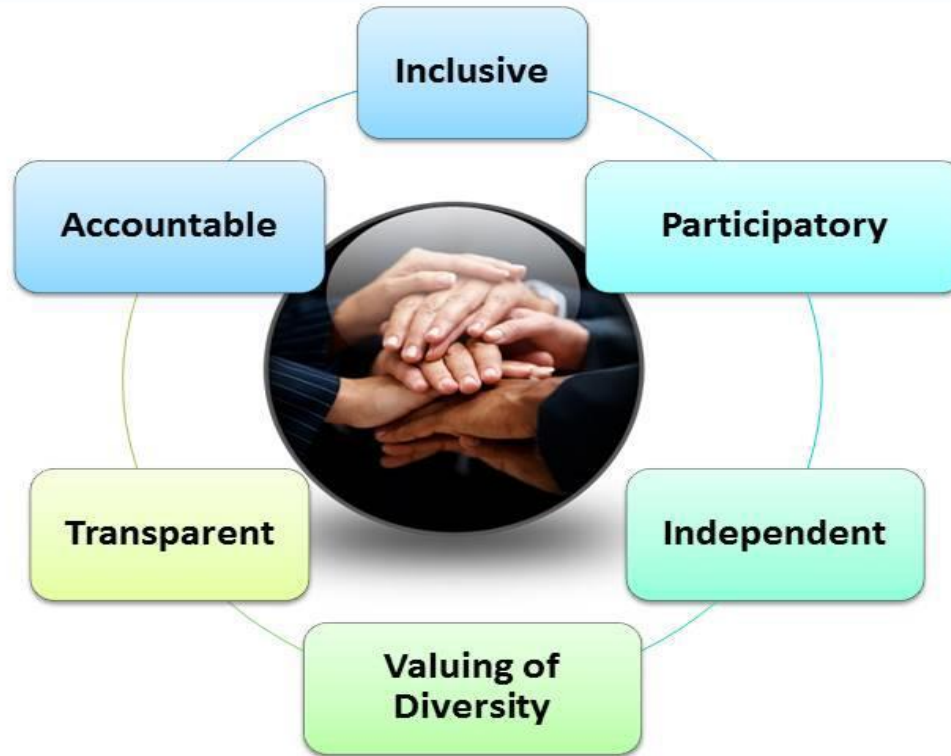 Inclusive
Accountable
Participatory
Transparent
Independent
Valuing of
Diversity